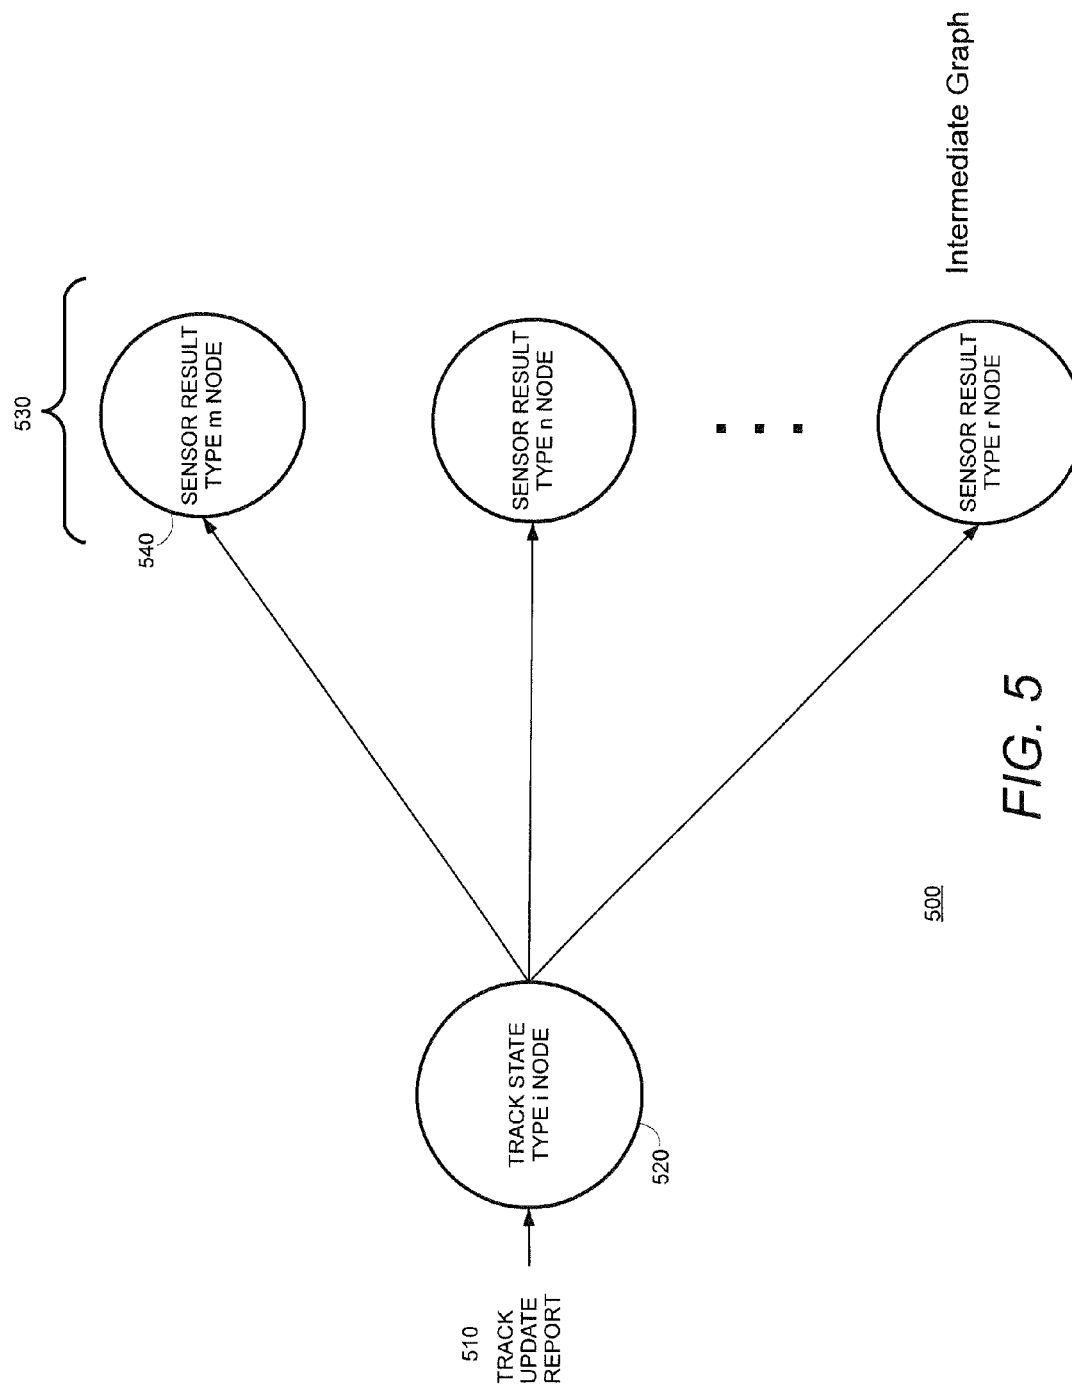 510
TRACK
UPDATE
REPORT
TRACK STATE
TYPE i NODE
520
530
540
SENSOR RESULT
TYPE m NODE
SENSOR RESULT
TYPE n NODE
SENSOR RESULT
TYPE r NODE
500
Intermediate Graph
FIG. 5